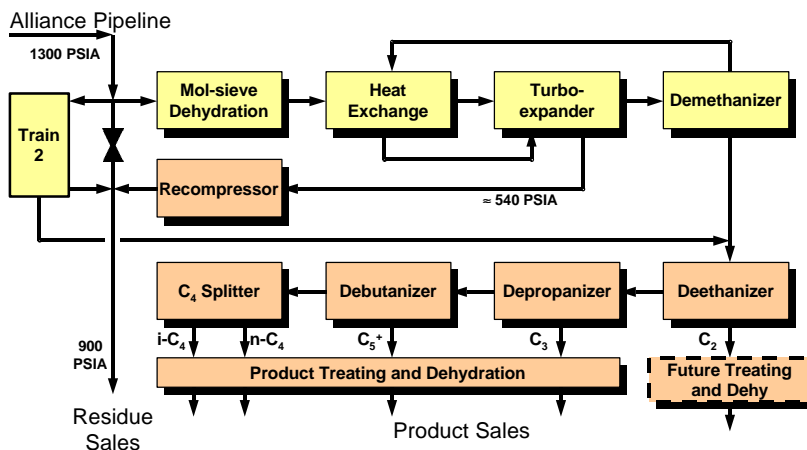 Alliance Pipeline
1300 PSIA
Mol-sieve
Dehydration
Heat
Exchange
Turbo-
expander
Demethanizer
Train
2
Recompressor
≈ 540 PSIA
C₄ Splitter
Debutanizer
Depropanizer
Deethanizer
i-C₄
n-C₄
C₅⁺
C₃
C₂
900
PSIA
Product Treating and Dehydration
Future Treating
and Dehy
Residue
Sales
Product Sales